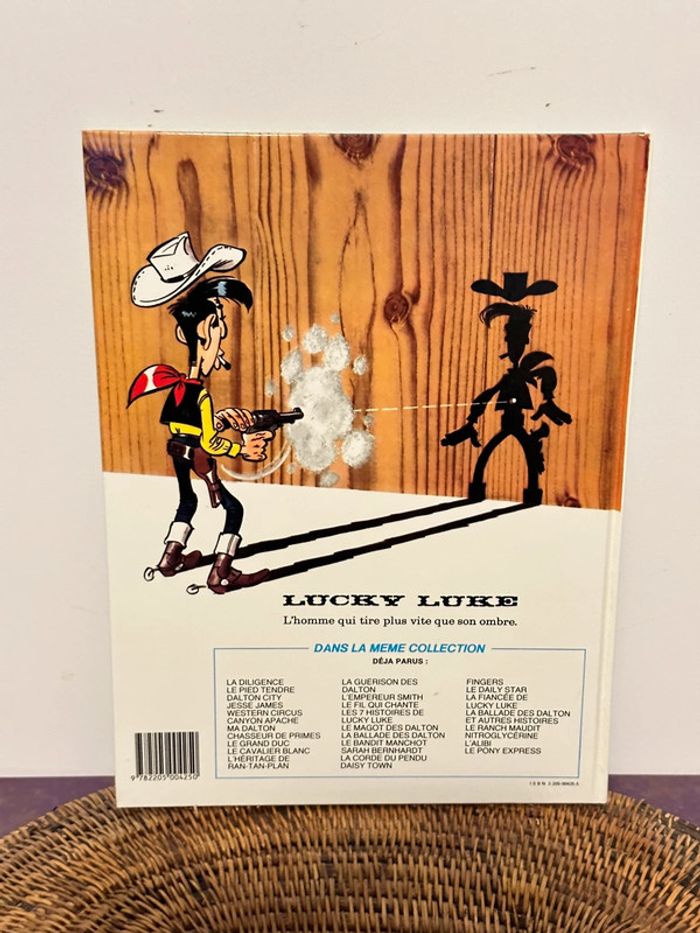 LUCKY LUKE
L'homme qui tire plus vite que son ombre.
DANS LA MEME COLLECTION
DÉJA PARUS :
LA DILIGENCE
LE PIED TENDRE
DALTON CITY
JESSE JAMES
WESTERN CIRCUS
CANYON APACHE
MA DALTON
CHASSEUR DE PRIMES
LE GRAND DUC
LE CAVALIER BLANC
L'HÉRITAGE DE
RAN-TAN-PLAN
LA GUÉRISON DES
DALTON
L'EMPEREUR SMITH
LE FIL QUI CHANTE
LES 7 HISTOIRES DE
LUCKY LUKE
LE MAGOT DES DALTON
LA BALLADE DES DALTON
LE BANDIT MANCHOT
SARAH BERNHARDT
LA CORDE DU PENDU
DAISY TOWN
FINGERS
LE DAILY STAR
LA FIANCÉE DE
LUCKY LUKE
LA BALLADE DES DALTON
ET AUTRES HISTOIRES
LE RANCH MAUDIT
NITROGLYCÉRINE
L'ALIBI
LE PONY EXPRESS
9 782205 004250
ISBN